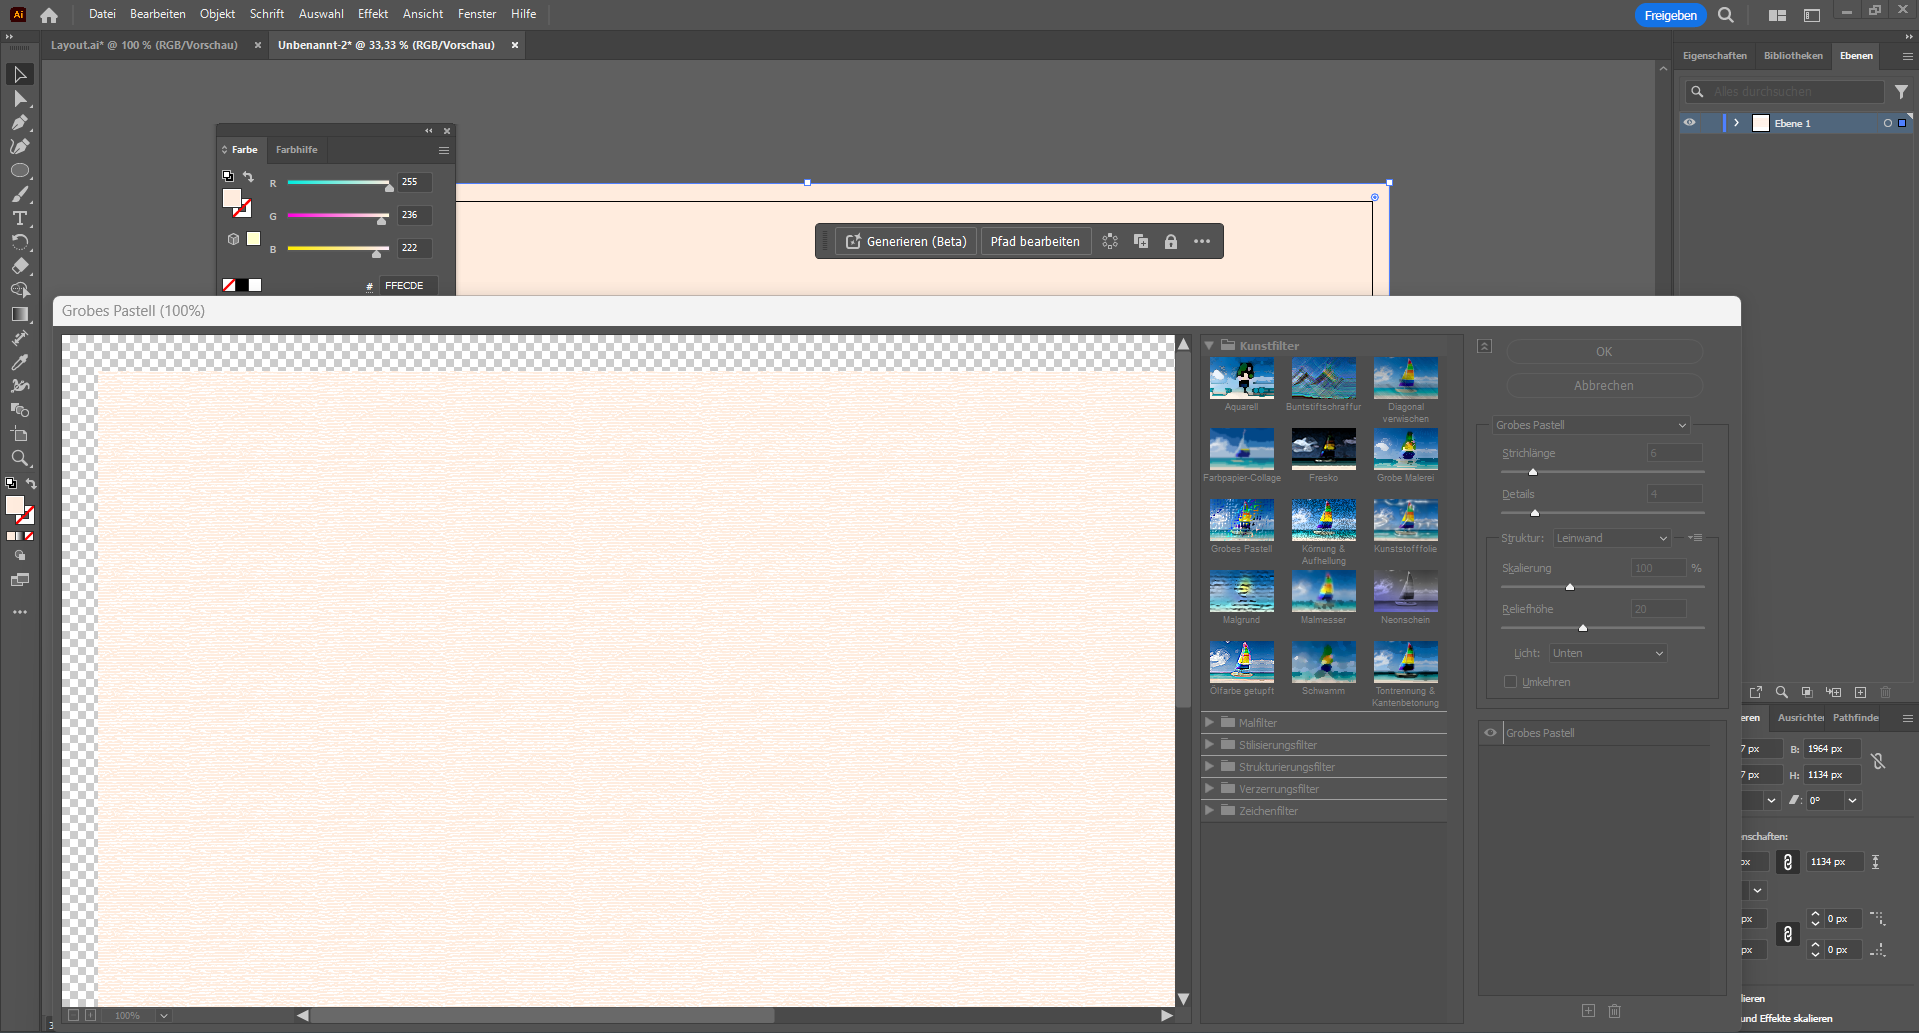 Ai
Datei Bearbeiten Objekt Schrift Auswahl Effekt Ansicht Fenster Hilfe
Freigeben
Layout.ai* @ 100 % (RGB/Vorschau) ×
Unbenannt-2* @ 33,33 % (RGB/Vorschau) ×
Eigenschaften Bibliotheken Ebenen
Alles durchsuchen
Ebene 1
Farbe Farbhilfe
R 255
G 236
B 222
# FFECDE
Generieren (Beta) Pfad bearbeiten
Grobes Pastell (100%)
Kunstfilter
Aquarell Buntstiftschraffur Diagonal verwischen
Farbpapier-Collage Fresko Grobe Malerei
Grobes Pastell Körnung & Aufhellung Kunststofffolie
Malgrund Malmesser Neonschein
Ölfarbe getupft Schwamm Tontrennung & Kantenbetonung
Malfilter
Stilisierungsfilter
Strukturierungsfilter
Verzerrungsfilter
Zeichenfilter
OK
Abbrechen
Grobes Pastell
Strichlänge 6
Details 4
Struktur: Leinwand
Skalierung 100 %
Reliefhöhe 20
Licht: Unten
Umkehren
Grobes Pastell
100%
3
eren Ausrichten Pathfinde
7 px B: 1964 px
7 px H: 1134 px
0°
nschaften:
px 1134 px
px 0 px
px 0 px
lieren
und Effekte skalieren